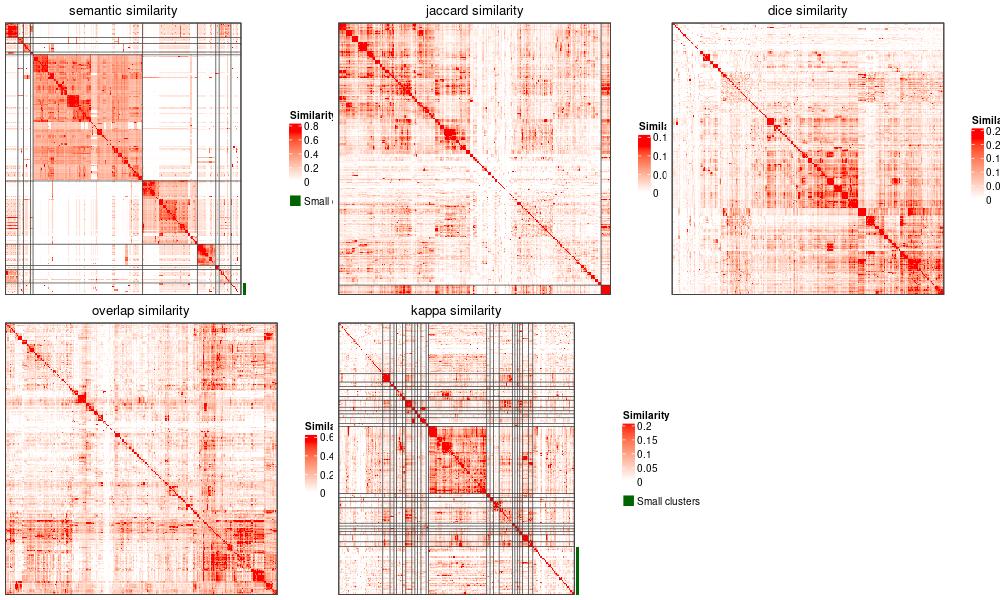 semantic similarity
Similarity
0.8
0.6
0.4
0.2
0
Small
jaccard similarity
Simila
0.1
0.1
0.0
0
dice similarity
Simila
0.2
0.2
0.1
0.1
0.0
0
overlap similarity
Simila
0.6
0.4
0.2
0
kappa similarity
Similarity
0.2
0.15
0.1
0.05
0
Small clusters